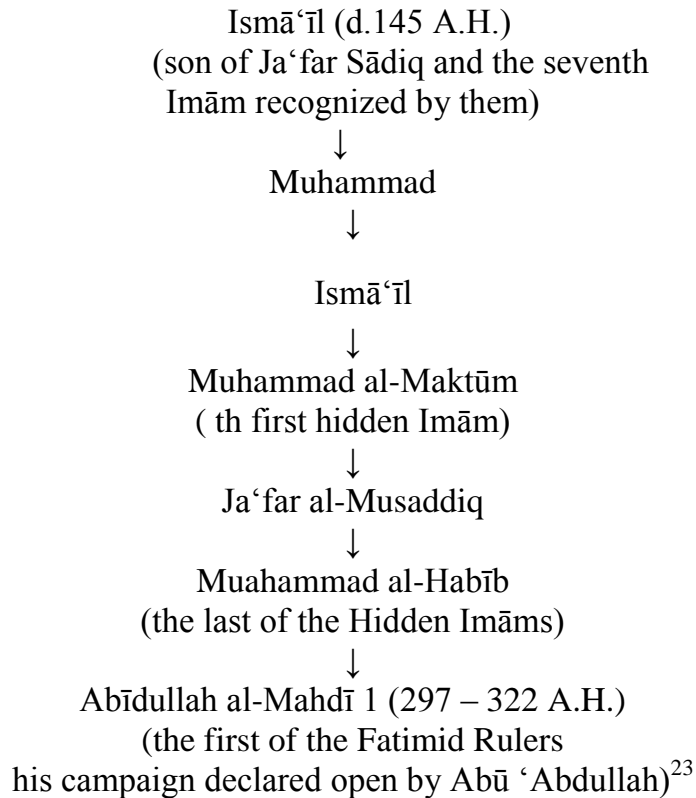 Ismā‘īl (d.145 A.H.)
(son of Ja‘far Sādiq and the seventh
Imām recognized by them)
↓
Muhammad
↓
Ismā‘īl
↓
Muhammad al-Maktūm
( th first hidden Imām)
↓
Ja‘far al-Musaddiq
↓
Muahammad al-Habīb
(the last of the Hidden Imāms)
↓
Abīdullah al-Mahdī 1 (297 – 322 A.H.)
(the first of the Fatimid Rulers
his campaign declared open by Abū ‘Abdullah)23